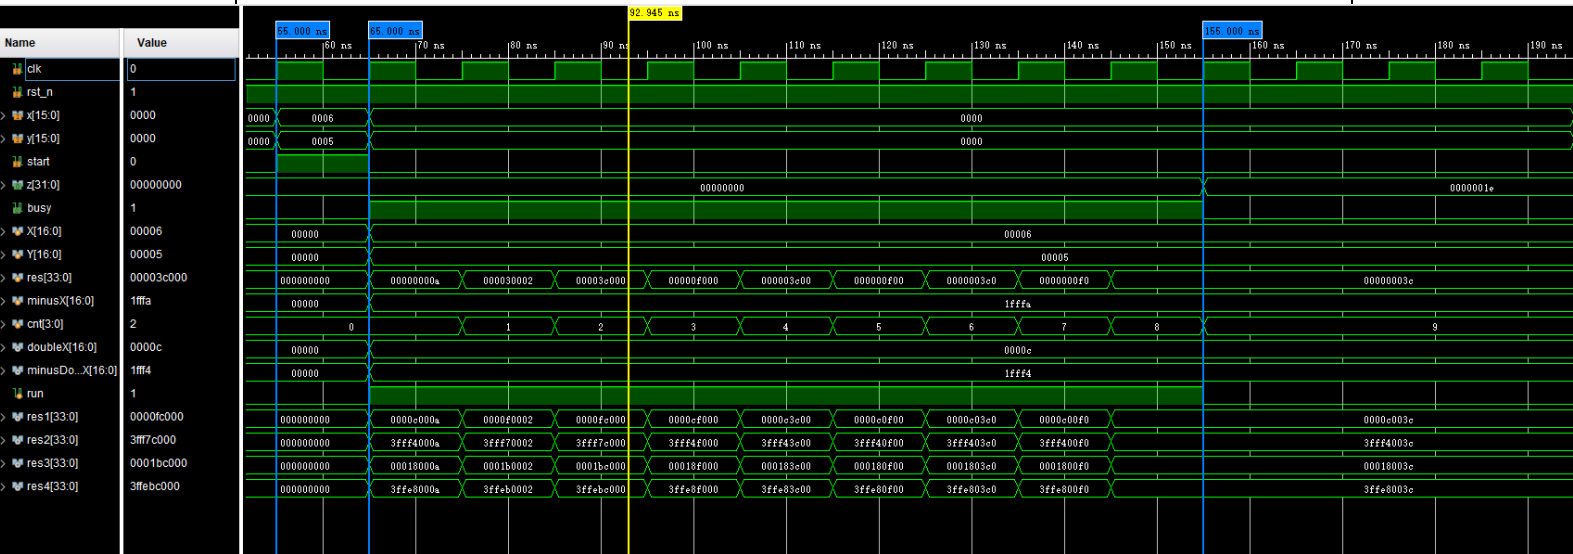 92.945 ns
55.000 ns 65.000 ns 155.000 ns
Name Value 60 ns 70 ns 80 ns 90 ns 100 ns 110 ns 120 ns 130 ns 140 ns 150 ns 160 ns 170 ns 180 ns 190 ns
clk 0
rst_n 1
x[15:0] 0000 0000 0006 0000
y[15:0] 0000 0000 0005 0000
start 0
z[31:0] 00000000 00000000 0000001e
busy 1
X[16:0] 00006 00000 00006
Y[16:0] 00005 00000 00005
res[33:0] 00003c000 000000000 00000000a 000030002 00003c000 00000f000 000003c00 000000f00 0000003c0 0000000f0 00000003c
minusX[16:0] 1fffa 00000 1fffa
cnt[3:0] 2 0 1 2 3 4 5 6 7 8 9
doubleX[16:0] 0000c 00000 0000c
minusDo...X[16:0] 1fff4 00000 1fff4
run 1
res1[33:0] 0000fc000 000000000 0000c000a 0000f0002 0000fc000 0000cf000 0000c3c00 0000c0f00 0000c03c0 0000c00f0 0000c003c
res2[33:0] 3fff7c000 000000000 3fff4000a 3fff70002 3fff7c000 3fff4f000 3fff43c00 3fff40f00 3fff403c0 3fff400f0 3fff4003c
res3[33:0] 0001bc000 000000000 00018000a 0001b0002 0001bc000 00018f000 000183c00 000180f00 0001803c0 0001800f0 00018003c
res4[33:0] 3ffebc000 000000000 3ffe8000a 3ffeb0002 3ffebc000 3ffe8f000 3ffe83c00 3ffe80f00 3ffe803c0 3ffe800f0 3ffe8003c